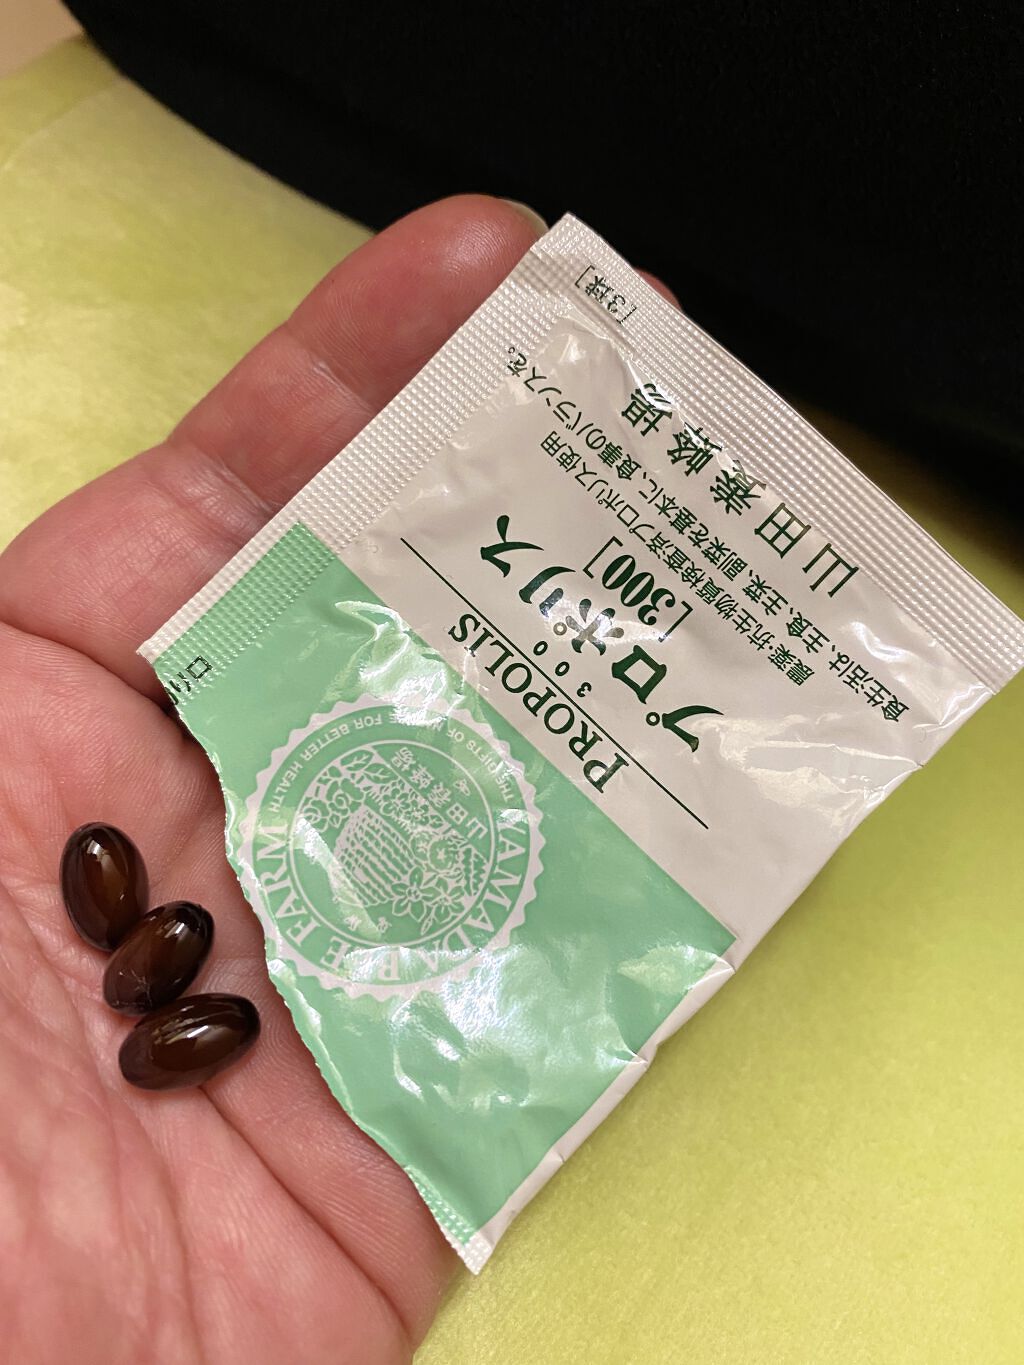 YAMADA BEE FARM
THE GIFTS OF NATURE FOR BETTER HEALTH
山田養蜂場
PROPOLIS
300
プロポリス
[300]
農薬・抗生物質検査済プロポリス使用
食生活は、主食、主菜、副菜を基本に、食事のバランスを。
山田養蜂場
[3球]